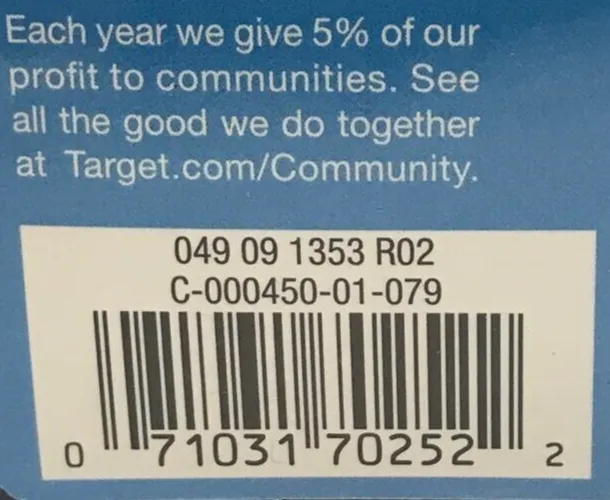 Each year we give 5% of our
profit to communities. See
all the good we do together
at Target.com/Community.
049 09 1353 R02
C-000450-01-079
0 71031 70252 2